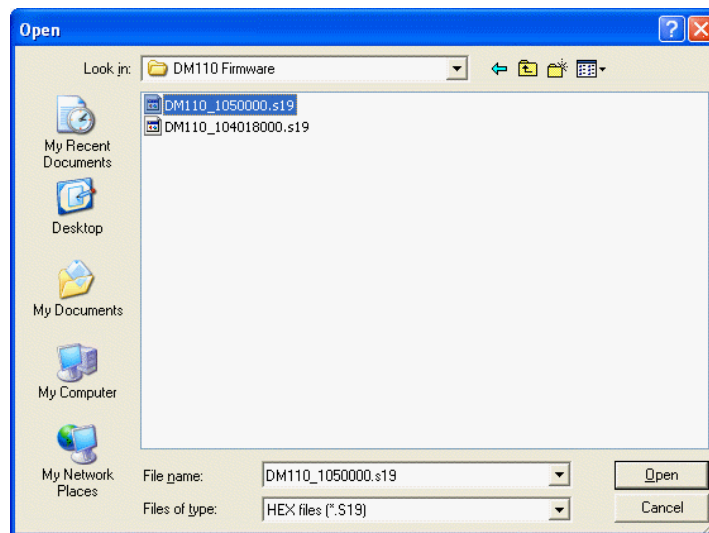 Open
Look in: DM110 Firmware
DM110_1050000.s19
DM110_104018000.s19
My Recent
Documents
Desktop
My Documents
My Computer
My Network
Places
File name: DM110_1050000.s19 Open
Files of type: HEX files (*.S19) Cancel